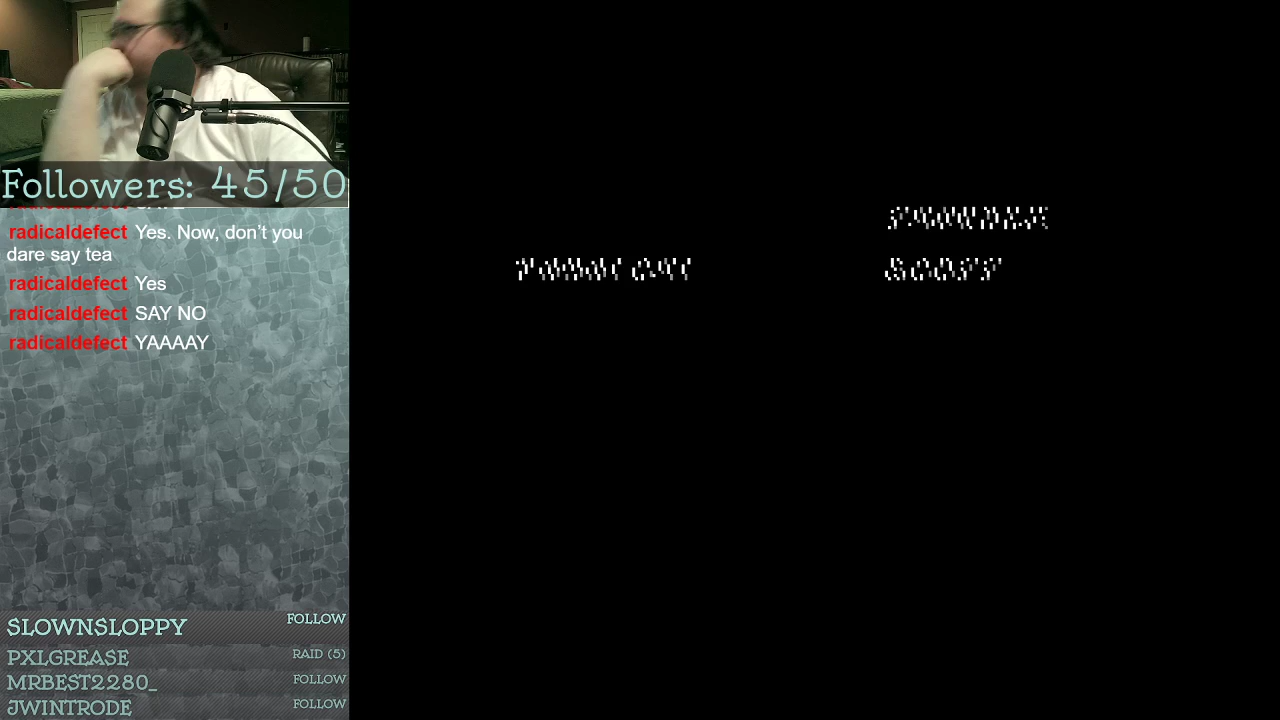 Followers: 45/50
radicaldefect Yes. Now, don't you
dare say tea
radicaldefect Yes
radicaldefect SAY NO
radicaldefect YAAAAY
SLOWNSLOPPY FOLLOW
PXLGREASE RAID (5)
MRBEST2280_ FOLLOW
JWINTRODE FOLLOW